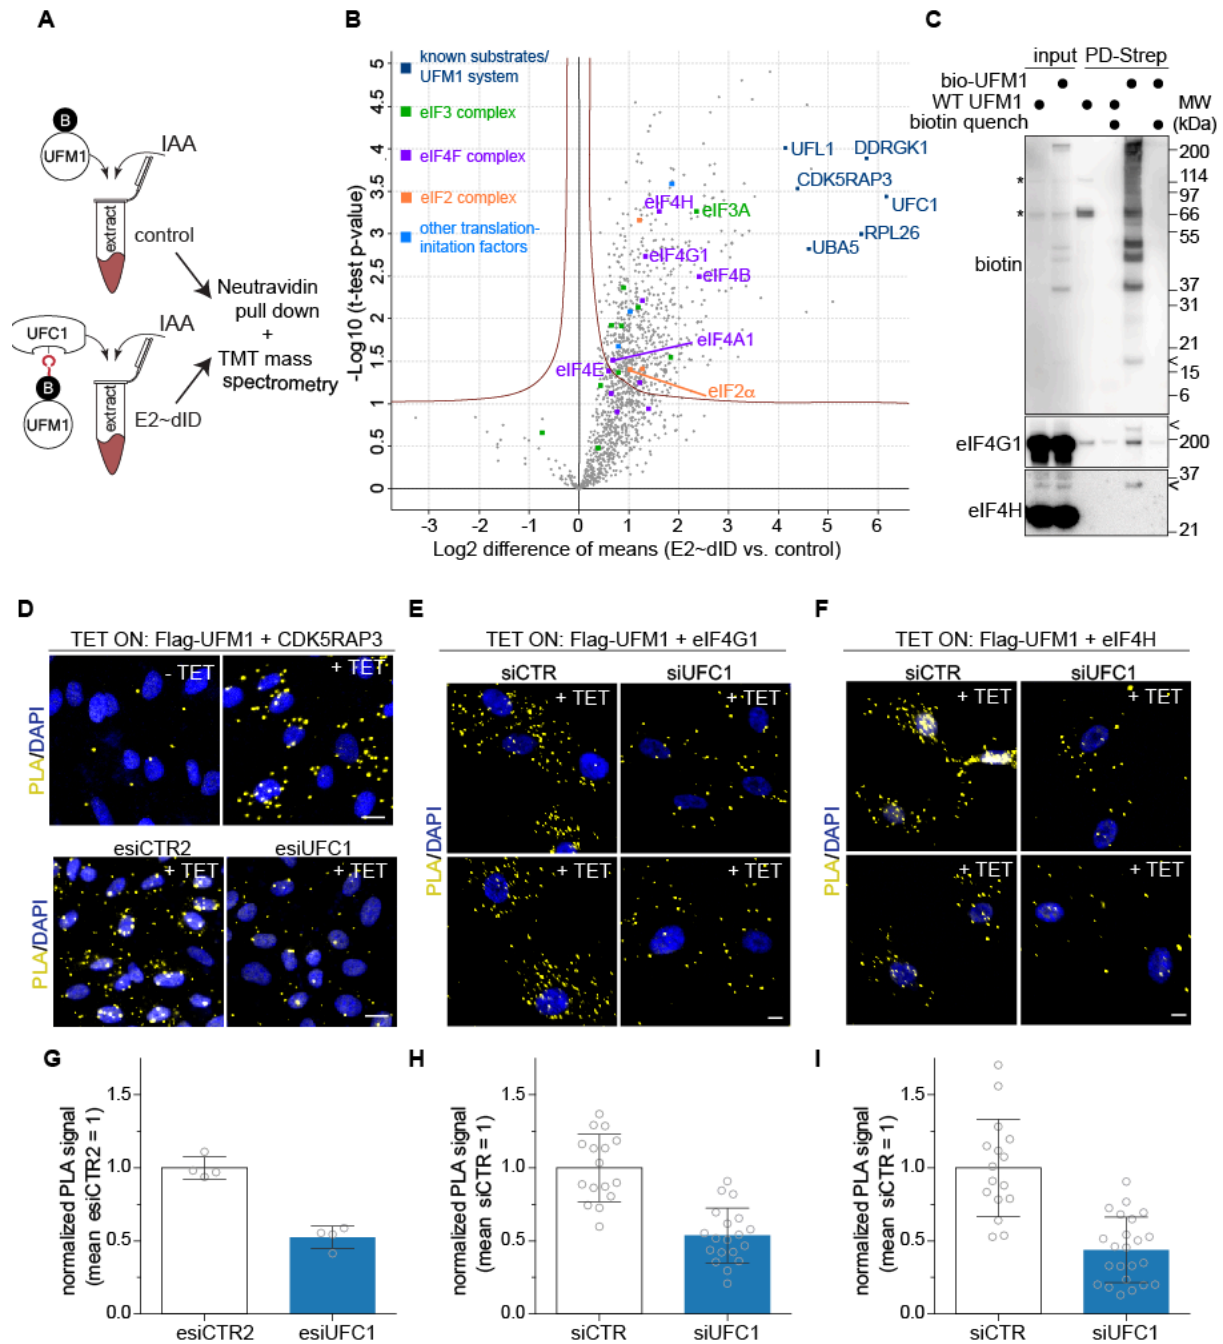 A
B
UFM1
IAA
extract
control
UFC1
C
B
UFM1
IAA
extract
E2~dID
Neutravidin
pull down
+
TMT mass
spectrometry
B
known substrates/
UFM1 system
eIF3 complex
eIF4F complex
eIF2 complex
other translation-
initation factors
UFL1
DDRGK1
CDK5RAP3
UFC1
eIF4H
eIF3A
RPL26
UBA5
eIF4G1
eIF4B
eIF4A1
eIF4E
eIF2α
-Log10 (t-test p-value)
5
4.5
4
3.5
3
2.5
2
1.5
1
0.5
0
-3 -2 -1 0 1 2 3 4 5 6
Log2 difference of means (E2~dID vs. control)
C
input PD-Strep
bio-UFM1
WT UFM1
biotin quench
MW
(kDa)
biotin
*
*
200
114
97
66
55
37
31
21
<
15
6
eIF4G1
<
200
eIF4H
37
<
21
D
TET ON: Flag-UFM1 + CDK5RAP3
- TET
+ TET
PLA/DAPI
esiCTR2
esiUFC1
+ TET
+ TET
PLA/DAPI
E
TET ON: Flag-UFM1 + eIF4G1
siCTR
siUFC1
+ TET
+ TET
+ TET
+ TET
PLA/DAPI
F
TET ON: Flag-UFM1 + eIF4H
siCTR
siUFC1
+ TET
+ TET
+ TET
+ TET
PLA/DAPI
G
normalized PLA signal
(mean esiCTR2 = 1)
1.5
1.0
0.5
0.0
esiCTR2
esiUFC1
H
normalized PLA signal
(mean siCTR = 1)
1.5
1.0
0.5
0.0
siCTR
siUFC1
I
normalized PLA signal
(mean siCTR = 1)
1.5
1.0
0.5
0.0
siCTR
siUFC1